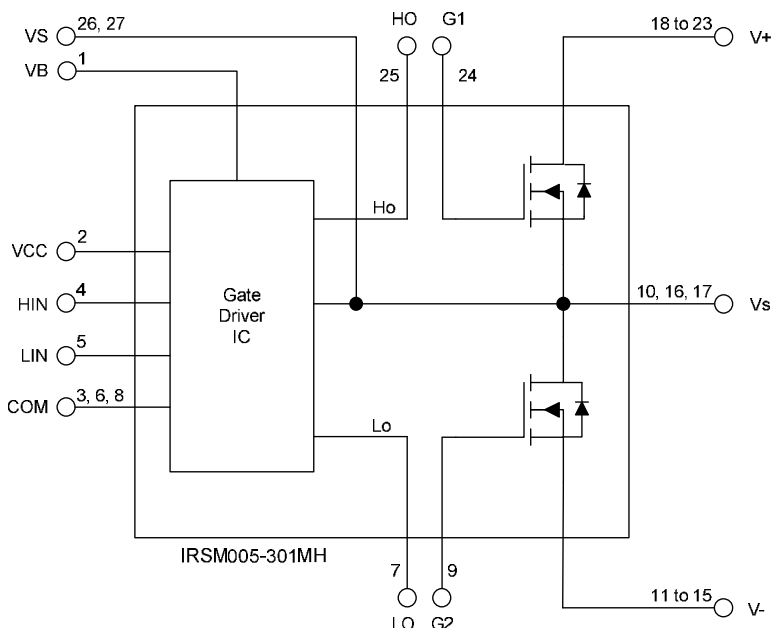 VS 26, 27
HO G1
18 to 23 V+
VB 1
25 24
Ho
VCC 2
HIN 4
Gate
Driver
IC
10, 16, 17 Vs
LIN 5
COM 3, 6, 8
Lo
IRSM005-301MH
7 9
11 to 15 V-
LO G2